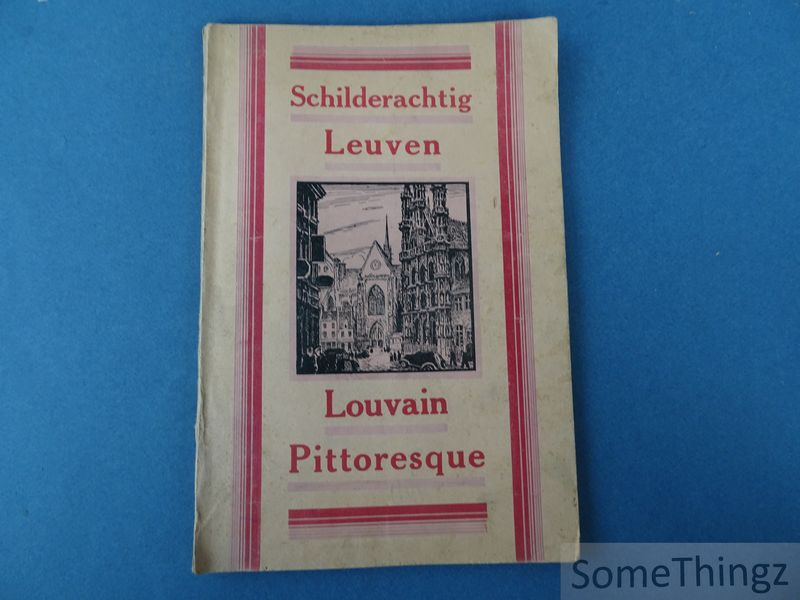 Schilderachtig
Leuven
Louvain
Pittoresque
SomeThingz